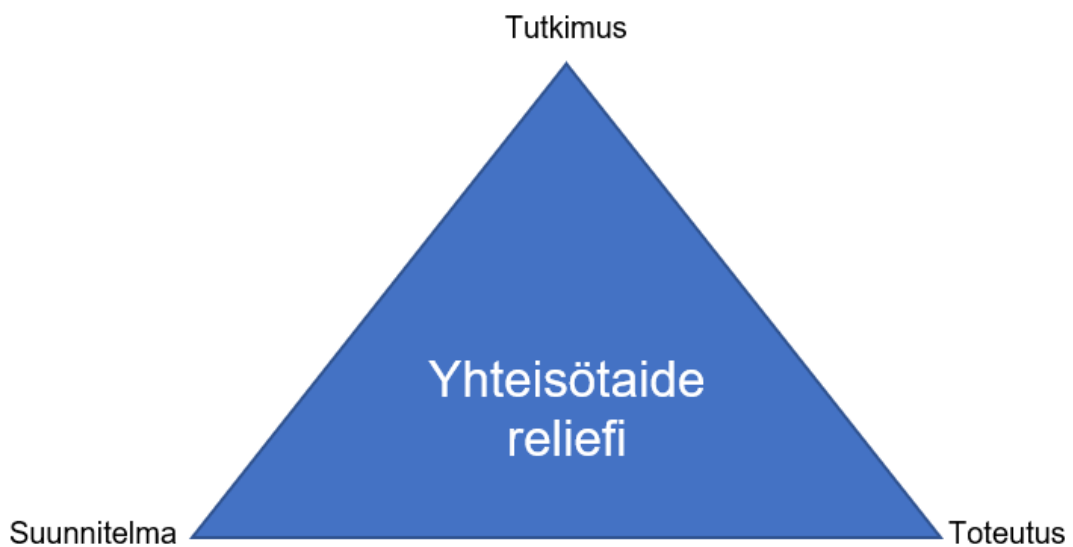 Tutkimus
Yhteisötaide
reliefi
Suunnitelma
Toteutus